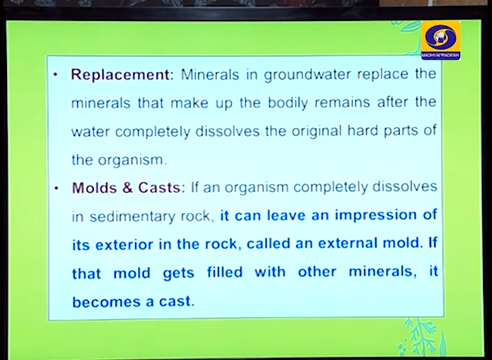 MADHYA PRADESH
• Replacement: Minerals in groundwater replace the
minerals that make up the bodily remains after the
water completely dissolves the original hard parts of
the organism.
• Molds & Casts: If an organism completely dissolves
in sedimentary rock, it can leave an impression of
its exterior in the rock, called an external mold. If
that mold gets filled with other minerals, it
becomes a cast.